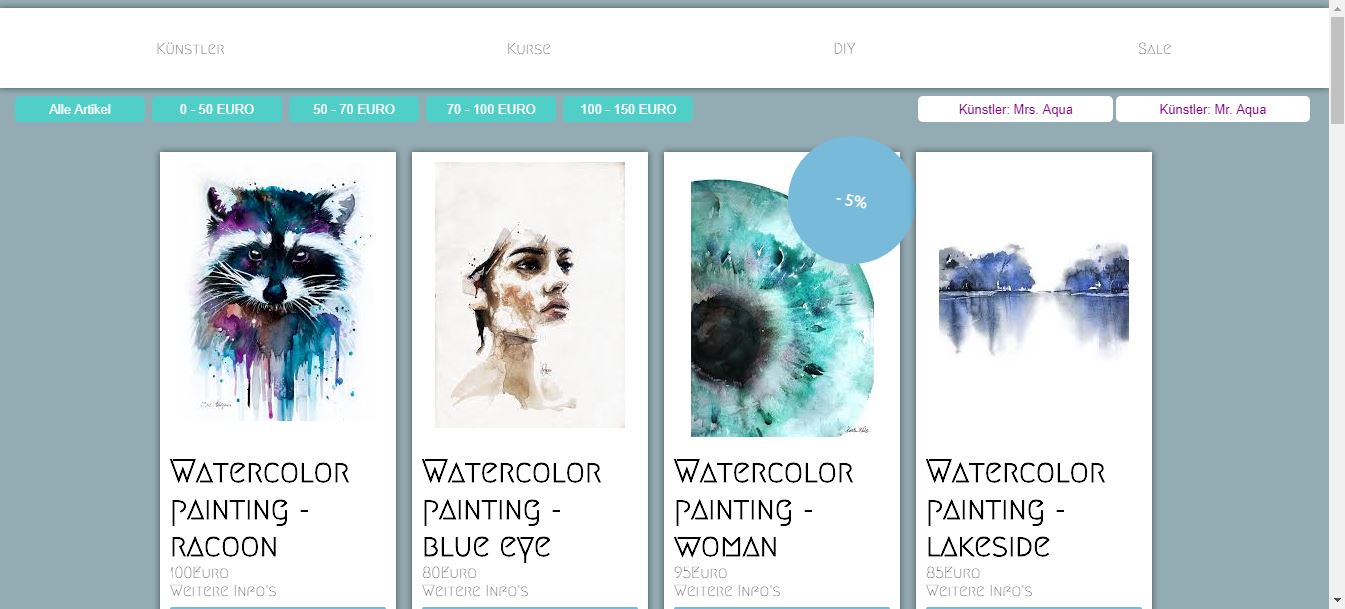 Künstler
Kurse
DIY
Sale
Alle Artikel
0 - 50 EURO
50 - 70 EURO
70 - 100 EURO
100 - 150 EURO
Künstler: Mrs. Aqua
Künstler: Mr. Aqua
- 5%
Watercolor
painting -
racoon
100Euro
Weitere Info's
Watercolor
painting -
blue eye
80Euro
Weitere Info's
Watercolor
painting -
woman
95Euro
Weitere Info's
Watercolor
painting -
lakeside
85Euro
Weitere Info's